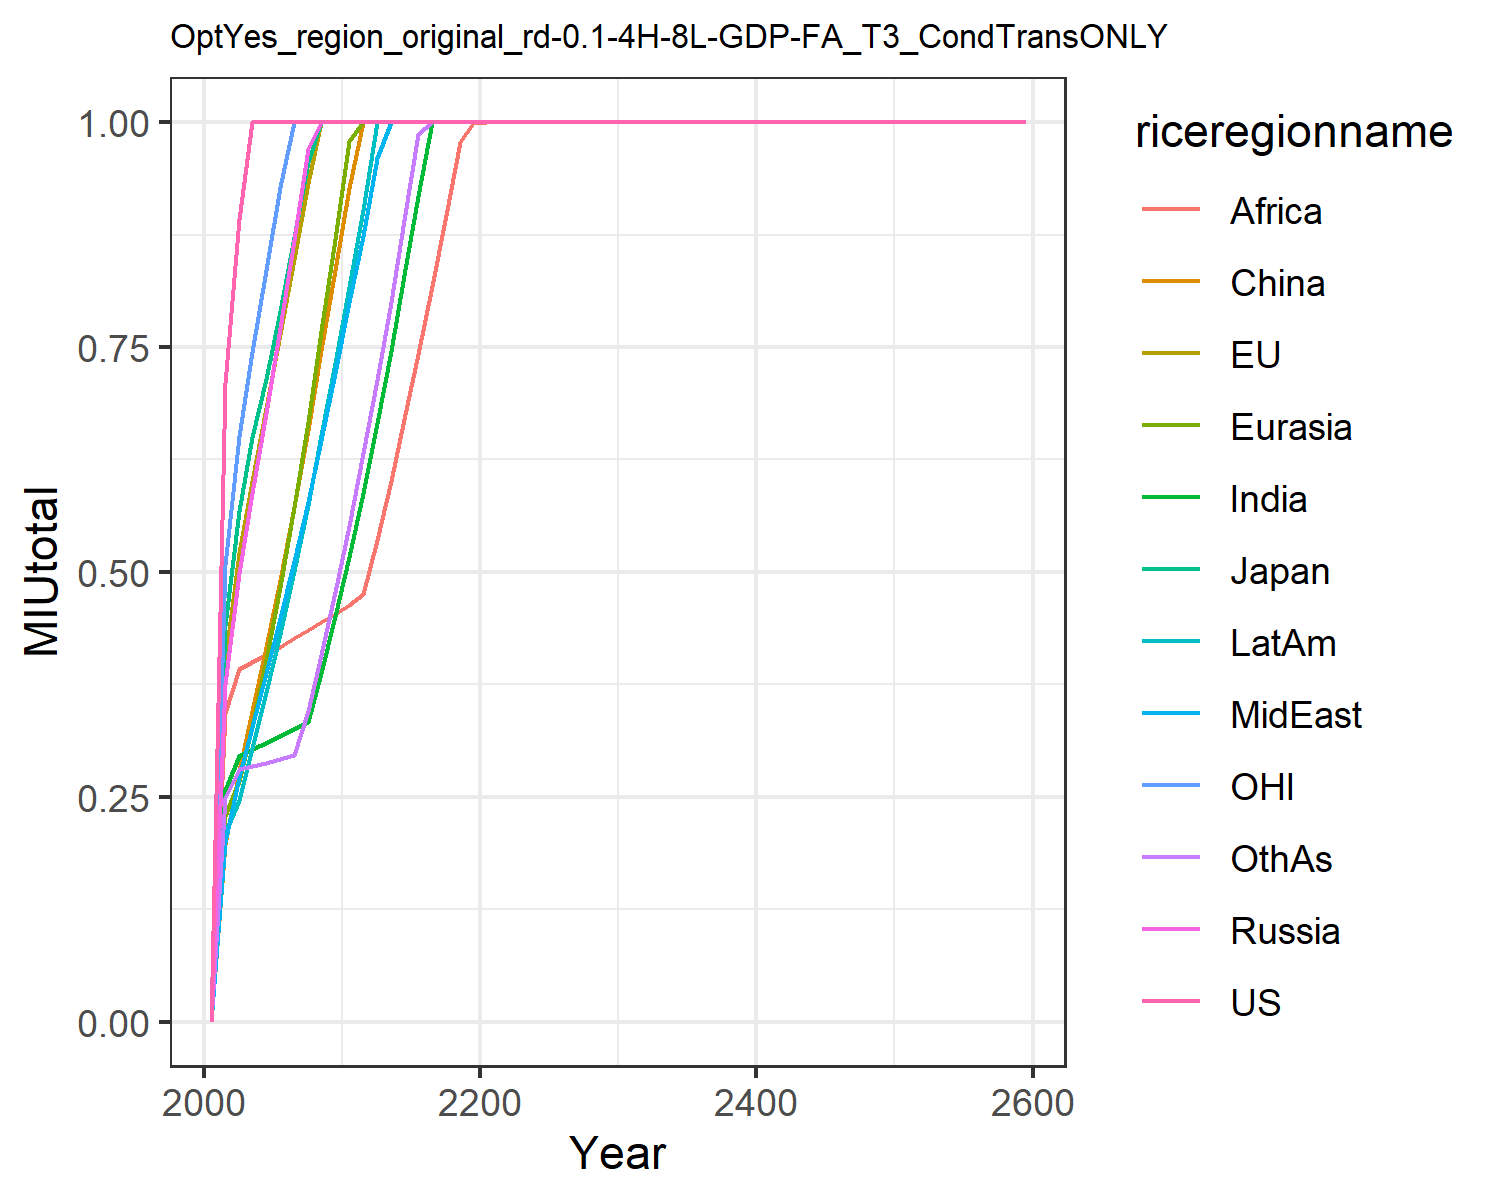 OptYes_region_original_rd-0.1-4H-8L-GDP-FA_T3_CondTransONLY
1.00
0.75
0.50
0.25
0.00
MIUtotal
2000 2200 2400 2600
Year
riceregionname
Africa
China
EU
Eurasia
India
Japan
LatAm
MidEast
OHI
OthAs
Russia
US